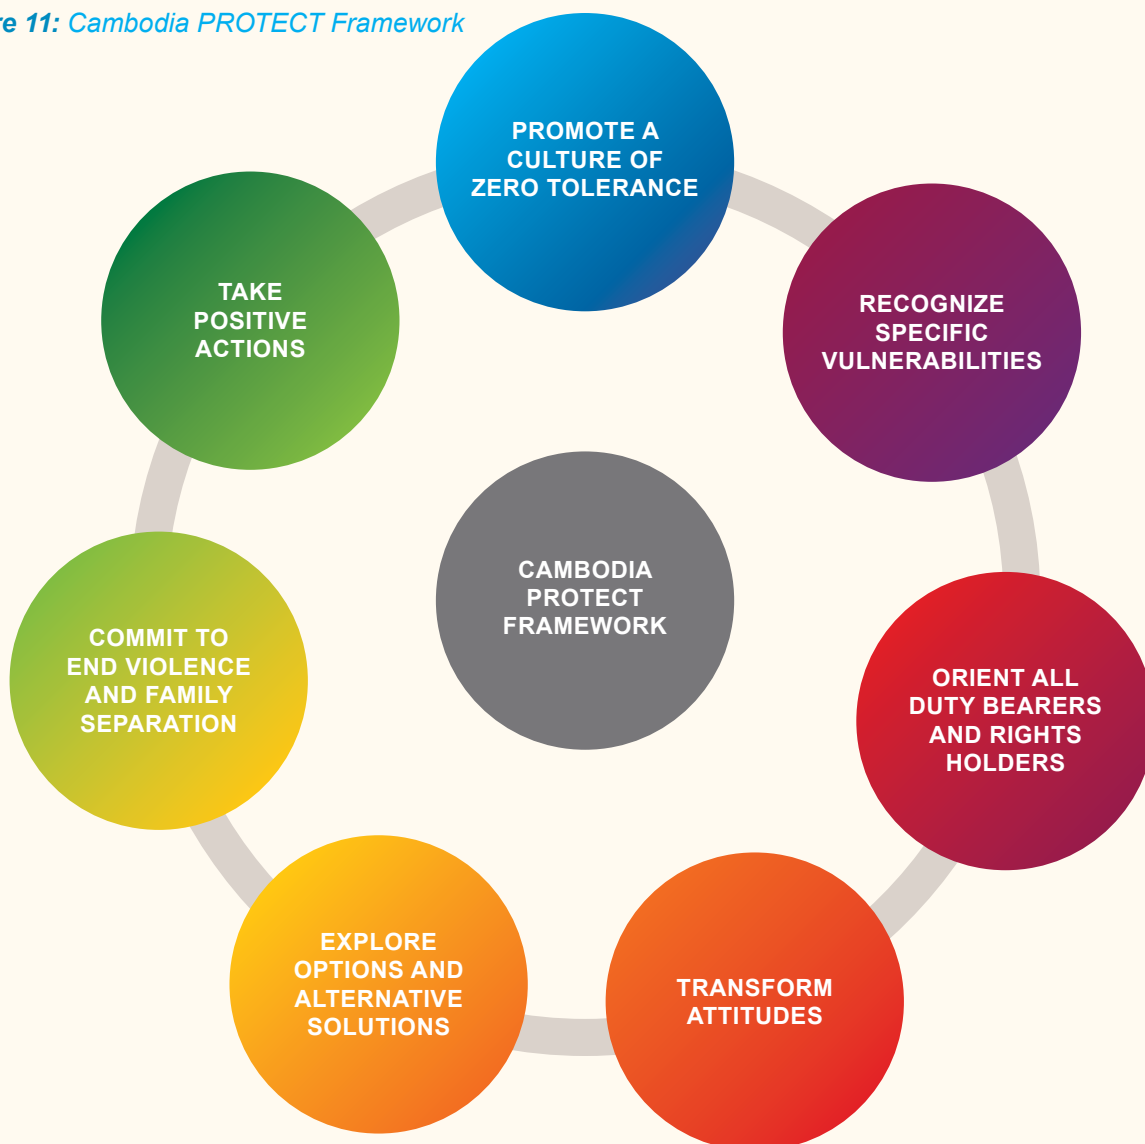 re 11: Cambodia PROTECT Framework
PROMOTE A
CULTURE OF
ZERO TOLERANCE
RECOGNIZE
SPECIFIC
VULNERABILITIES
ORIENT ALL
DUTY BEARERS
AND RIGHTS
HOLDERS
TRANSFORM
ATTITUDES
EXPLORE
OPTIONS AND
ALTERNATIVE
SOLUTIONS
COMMIT TO
END VIOLENCE
AND FAMILY
SEPARATION
TAKE
POSITIVE
ACTIONS
CAMBODIA
PROTECT
FRAMEWORK